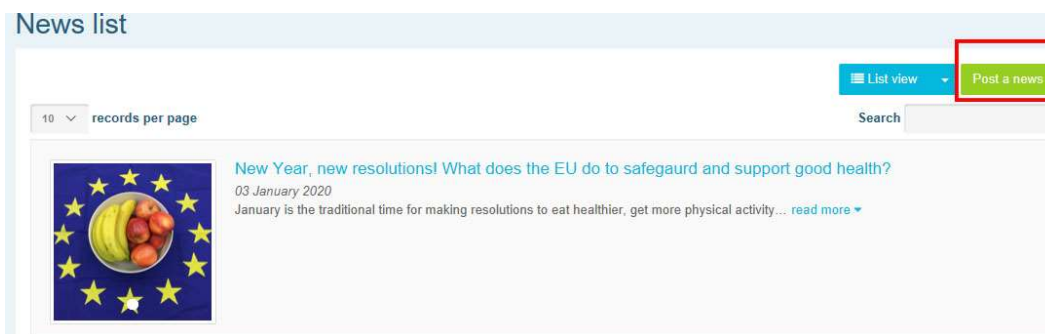 News list
List view
Post a news
10 records per page
Search
New Year, new resolutions! What does the EU do to safegaurd and support good health?
03 January 2020
January is the traditional time for making resolutions to eat healthier, get more physical activity... read more